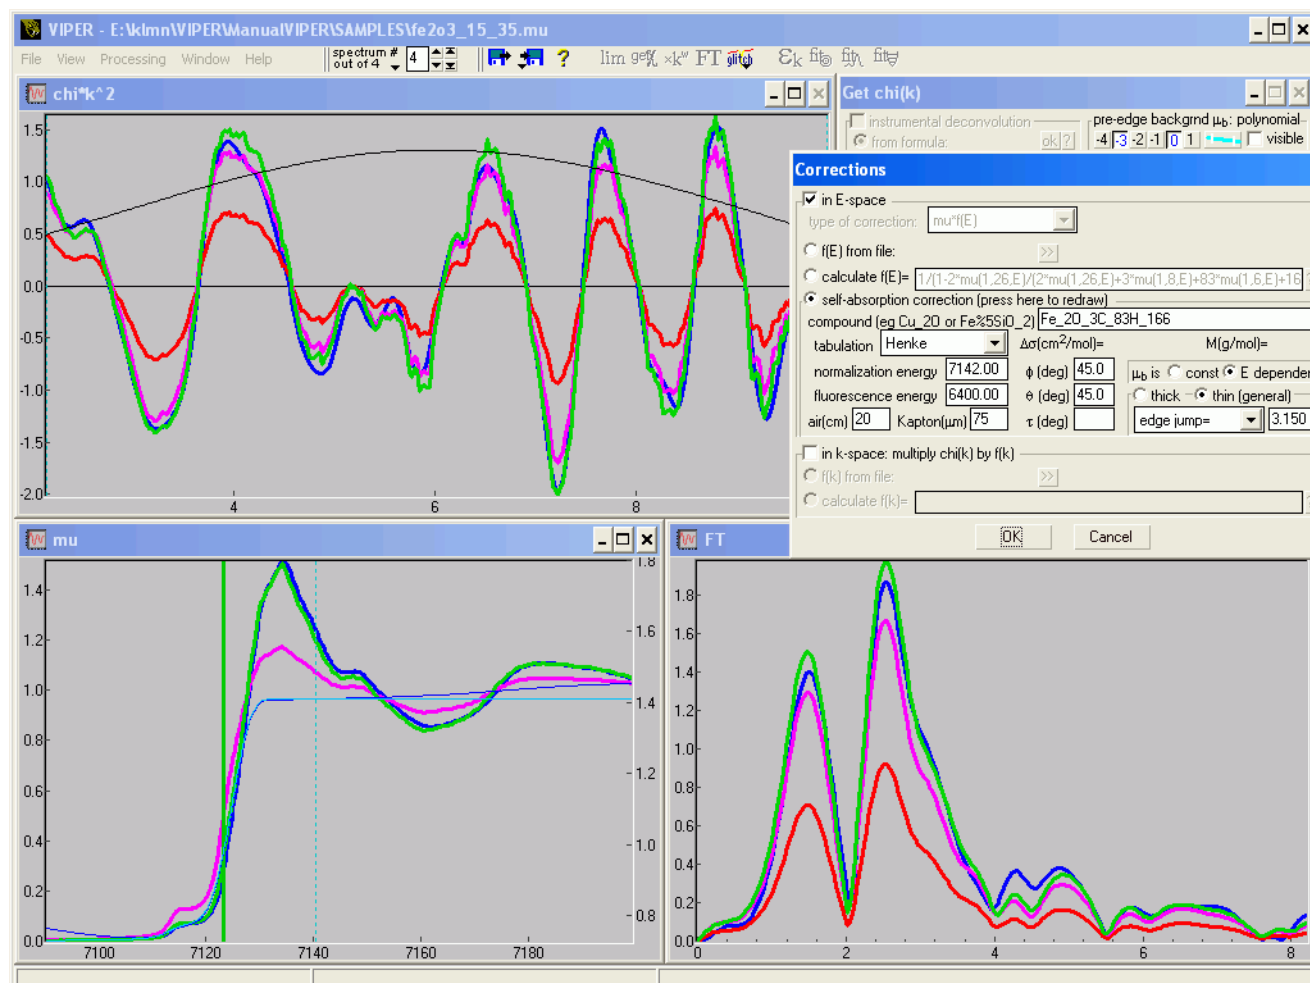 VIPER - E:\klmn\VIPER\ManualVIPER\SAMPLES\fe2o3_15_35.mu
File View Processing Window Help
spectrum #
out of 4
4
?
lim ×k^w FT glitch
chi*k^2
1.5
1.0
0.5
0.0
-0.5
-1.0
-1.5
-2.0
4 6 8
Get chi(k)
instrumental deconvolution
from formula: ok ?
pre-edge backgrnd μb: polynomial
-4 -3 -2 -1 0 1 visible
Corrections
in E-space
type of correction: mu*f(E)
f(E) from file: >>
calculate f(E)= 1/(1-2*mu(1,26,E)/(2*mu(1,26,E)+3*mu(1,8,E)+83*mu(1,6,E)+16
self-absorption correction (press here to redraw)
compound (eg Cu_2O or Fe%5SiO_2) Fe_2O_3C_83H_166
tabulation Henke Δσ(cm²/mol)= M(g/mol)=
normalization energy 7142.00 ϕ (deg) 45.0 μb is const E depender
fluorescence energy 6400.00 θ (deg) 45.0 thick thin (general)
air(cm) 20 Kapton(μm) 75 τ (deg) edge jump= 3.150
in k-space: multiply chi(k) by f(k)
f(k) from file: >>
calculate f(k)=
OK Cancel
mu
1.4
1.2
1.0
0.8
0.6
0.4
0.2
0.0
7100 7120 7140 7160 7180
1.8
1.6
1.4
1.2
1.0
0.8
FT
1.8
1.6
1.4
1.2
1.0
0.8
0.6
0.4
0.2
0.0
0 2 4 6 8